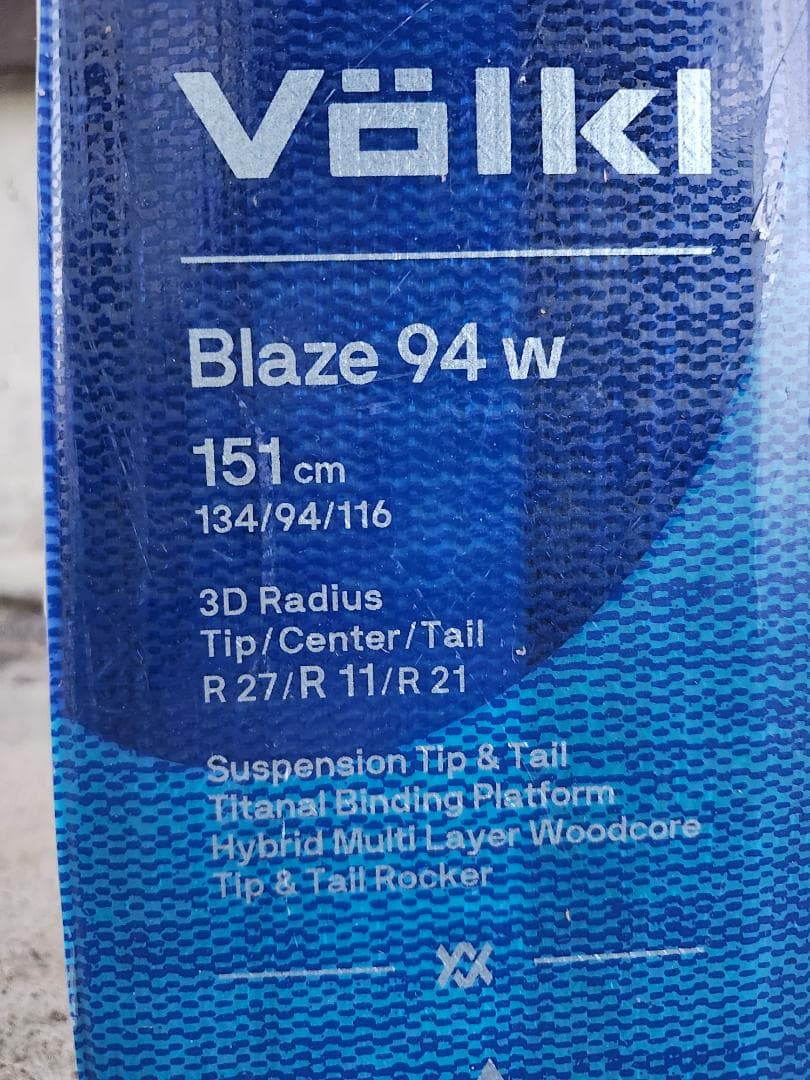 Völkl
Blaze 94 w
151 cm
134/94/116
3D Radius
Tip/Center/Tail
R 27/R 11/R 21
Suspension Tip & Tail
Titanal Binding Platform
Hybrid Multi Layer Woodcore
Tip & Tail Rocker